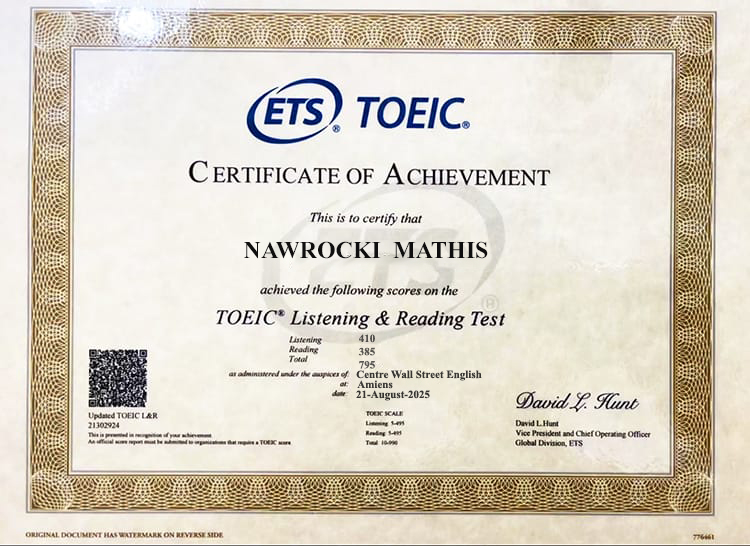 ETS® TOEIC®
CERTIFICATE OF ACHIEVEMENT
This is to certify that
NAWROCKI MATHIS
achieved the following scores on the
TOEIC® Listening & Reading Test
Listening 410
Reading 385
Total 795
as administered under the auspices of: Centre Wall Street English
at: Amiens
date: 21-August-2025
Updated TOEIC L&R
21302924
This is presented in recognition of your achievement
An official score report must be submitted to organizations that require a TOEIC score
TOEIC SCALE
Listening: 5-495
Reading: 5-495
Total: 10-990
David L. Hunt
David L.Hunt
Vice President and Chief Operating Officer
Global Division, ETS
ETS®
ORIGINAL DOCUMENT HAS WATERMARK ON REVERSE SIDE
776461